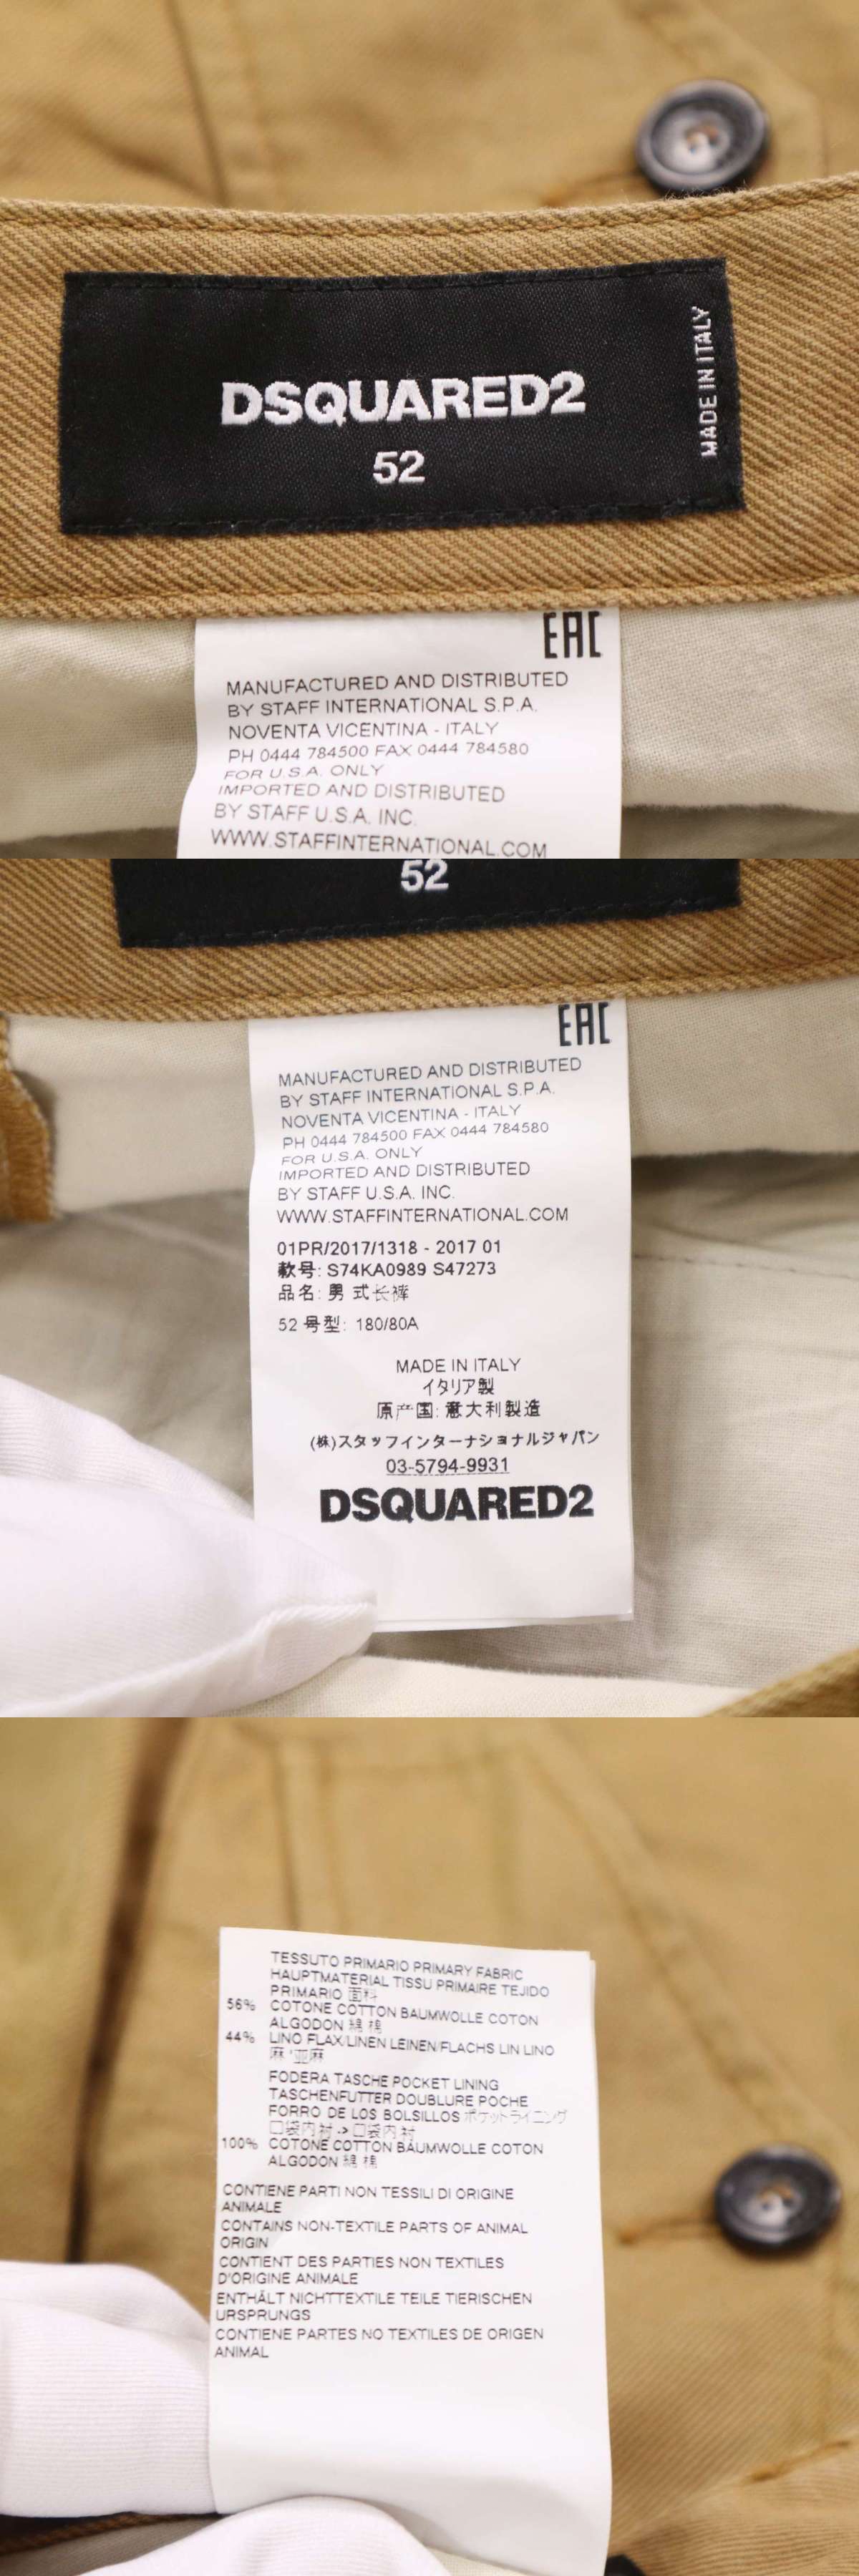 DSQUARED2
52
MADE IN ITALY
EAC
MANUFACTURED AND DISTRIBUTED
BY STAFF INTERNATIONAL S.P.A.
NOVENTA VICENTINA - ITALY
PH 0444 784500 FAX 0444 784580
FOR U.S.A. ONLY
IMPORTED AND DISTRIBUTED
BY STAFF U.S.A. INC.
WWW.STAFFINTERNATIONAL.COM
52
EAC
MANUFACTURED AND DISTRIBUTED
BY STAFF INTERNATIONAL S.P.A.
NOVENTA VICENTINA - ITALY
PH 0444 784500 FAX 0444 784580
FOR U.S.A. ONLY
IMPORTED AND DISTRIBUTED
BY STAFF U.S.A. INC.
WWW.STAFFINTERNATIONAL.COM
01PR/2017/1318 - 2017 01
款号: S74KA0989 S47273
品名: 男 式长裤
52 号型: 180/80A
MADE IN ITALY
イタリア製
原产国: 意大利製造
(株)スタッフインターナショナルジャパン
03-5794-9931
DSQUARED2
TESSUTO PRIMARIO PRIMARY FABRIC
HAUPTMATERIAL TISSU PRIMAIRE TEJIDO
PRIMARIO 面料
56% COTONE COTTON BAUMWOLLE COTON
ALGODON 綿 棉
44% LINO FLAX/LINEN LEINEN/FLACHS LIN LINO
麻 '亚麻
FODERA TASCHE POCKET LINING
TASCHENFUTTER DOUBLURE POCHE
FORRO DE LOS BOLSILLOS ポケットライニング
口袋内衬 -> 口袋内衬
100% COTONE COTTON BAUMWOLLE COTON
ALGODON 綿 棉
CONTIENE PARTI NON TESSILI DI ORIGINE
ANIMALE
CONTAINS NON-TEXTILE PARTS OF ANIMAL
ORIGIN
CONTIENT DES PARTIES NON TEXTILES
D'ORIGINE ANIMALE
ENTHÄLT NICHTTEXTILE TEILE TIERISCHEN
URSPRUNGS
CONTIENE PARTES NO TEXTILES DE ORIGEN
ANIMAL